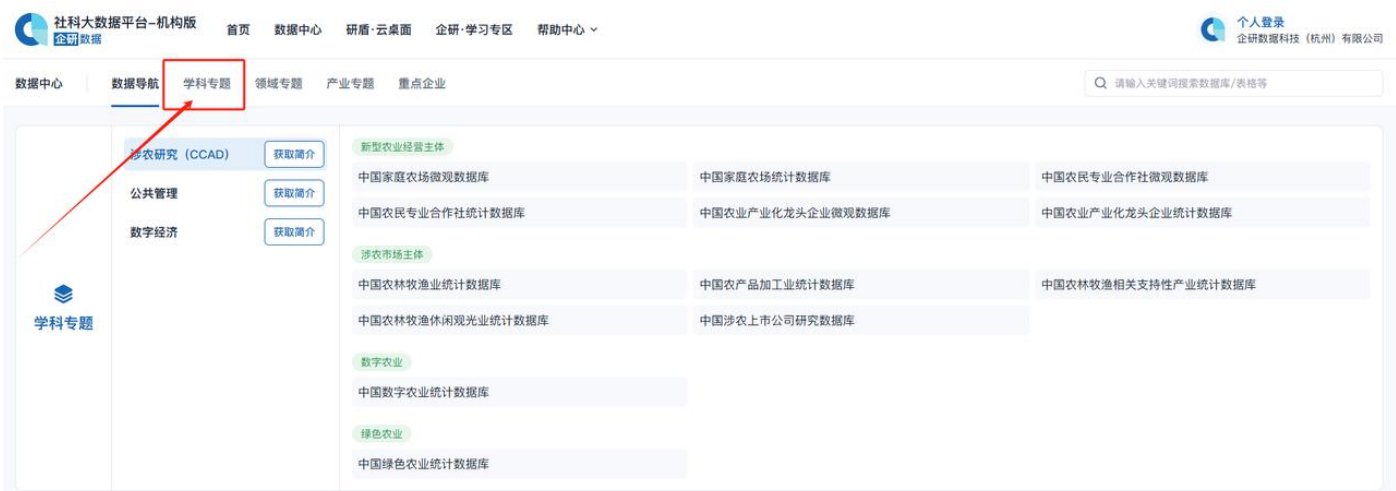 社科大数据平台-机构版
企研数据
首页 数据中心 研盾·云桌面 企研·学习专区 帮助中心
个人登录
企研数据科技（杭州）有限公司
数据中心 数据导航 学科专题 领域专题 产业专题 重点企业
请输入关键词搜索数据库/表格等
学科专题
涉农研究（CCAD） 获取简介
公共管理 获取简介
数字经济 获取简介
新型农业经营主体
中国家庭农场微观数据库 中国家庭农场统计数据库 中国农民专业合作社微观数据库
中国农民专业合作社统计数据库 中国农业产业化龙头企业微观数据库 中国农业产业化龙头企业统计数据库
涉农市场主体
中国农林牧渔业统计数据库 中国农产品加工业统计数据库 中国农林牧渔相关支持性产业统计数据库
中国农林牧渔休闲观光业统计数据库 中国涉农上市公司研究数据库
数字农业
中国数字农业统计数据库
绿色农业
中国绿色农业统计数据库